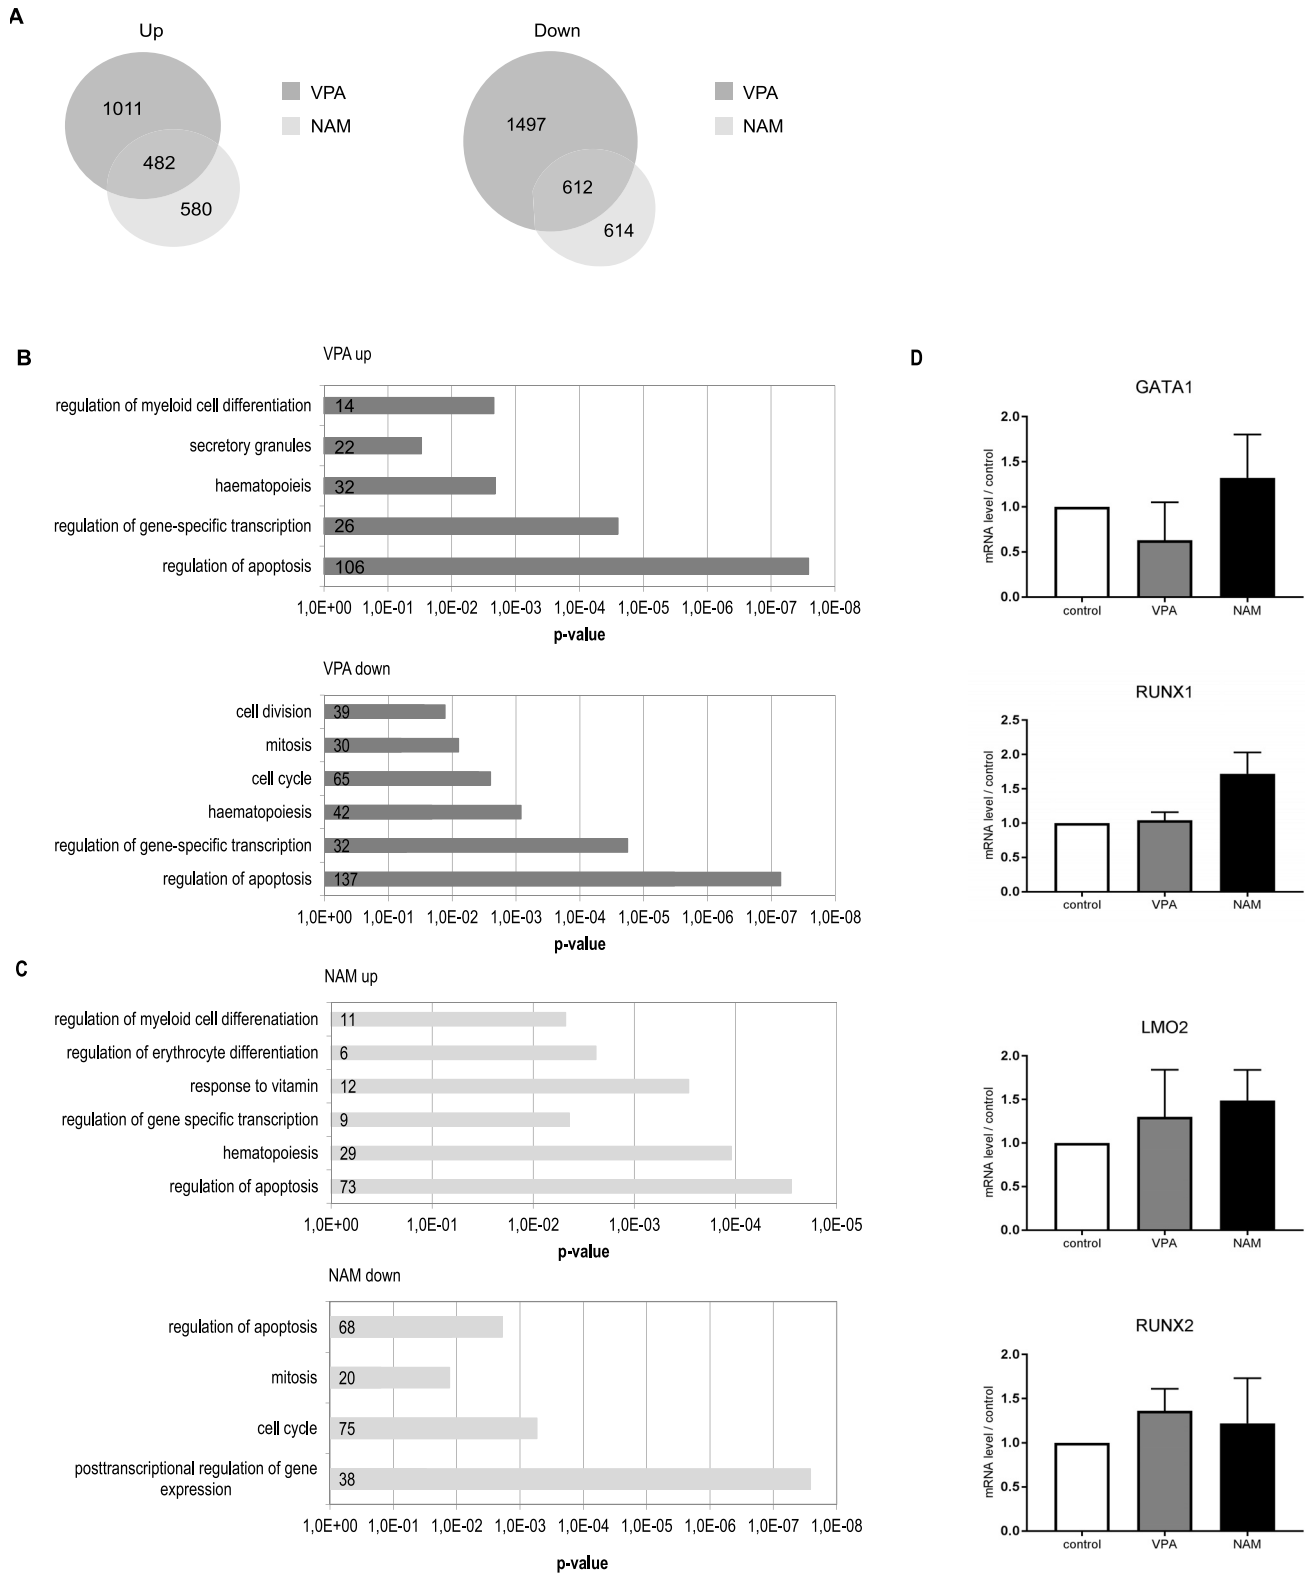 A
Up
1011
482
580
VPA
NAM
Down
1497
612
614
VPA
NAM
B
VPA up
regulation of myeloid cell differentiation
14
secretory granules
22
haematopoieis
32
regulation of gene-specific transcription
26
regulation of apoptosis
106
1,0E+00 1,0E-01 1,0E-02 1,0E-03 1,0E-04 1,0E-05 1,0E-06 1,0E-07 1,0E-08
p-value
VPA down
cell division
39
mitosis
30
cell cycle
65
haematopoiesis
42
regulation of gene-specific transcription
32
regulation of apoptosis
137
1,0E+00 1,0E-01 1,0E-02 1,0E-03 1,0E-04 1,0E-05 1,0E-06 1,0E-07 1,0E-08
p-value
C
NAM up
regulation of myeloid cell differenatiation
11
regulation of erythrocyte differentiation
6
response to vitamin
12
regulation of gene specific transcription
9
hematopoiesis
29
regulation of apoptosis
73
1,0E+00 1,0E-01 1,0E-02 1,0E-03 1,0E-04 1,0E-05
p-value
NAM down
regulation of apoptosis
68
mitosis
20
cell cycle
75
posttranscriptional regulation of gene
expression
38
1,0E+00 1,0E-01 1,0E-02 1,0E-03 1,0E-04 1,0E-05 1,0E-06 1,0E-07 1,0E-08
p-value
D
GATA1
mRNA level / control
2.0
1.5
1.0
0.5
0.0
control VPA NAM
RUNX1
mRNA level / control
2.5
2.0
1.5
1.0
0.5
0.0
control VPA NAM
LMO2
mRNA level / control
2.0
1.5
1.0
0.5
0.0
control VPA NAM
RUNX2
mRNA level / control
2.0
1.5
1.0
0.5
0.0
control VPA NAM